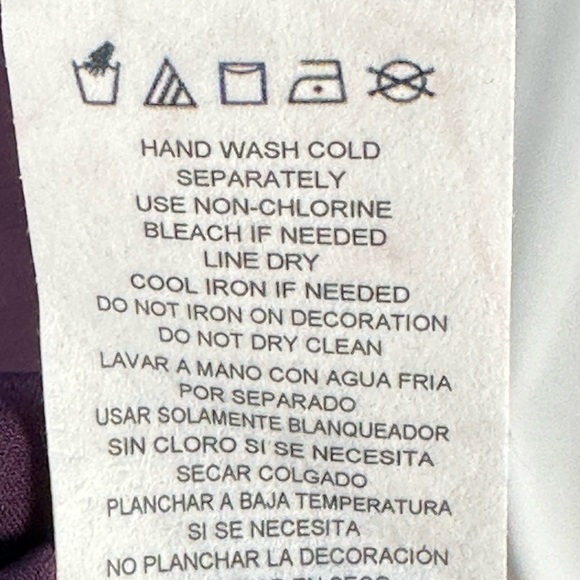 HAND WASH COLD
SEPARATELY
USE NON-CHLORINE
BLEACH IF NEEDED
LINE DRY
COOL IRON IF NEEDED
DO NOT IRON ON DECORATION
DO NOT DRY CLEAN
LAVAR A MANO CON AGUA FRIA
POR SEPARADO
USAR SOLAMENTE BLANQUEADOR
SIN CLORO SI SE NECESITA
SECAR COLGADO
PLANCHAR A BAJA TEMPERATURA
SI SE NECESITA
NO PLANCHAR LA DECORACIÓN